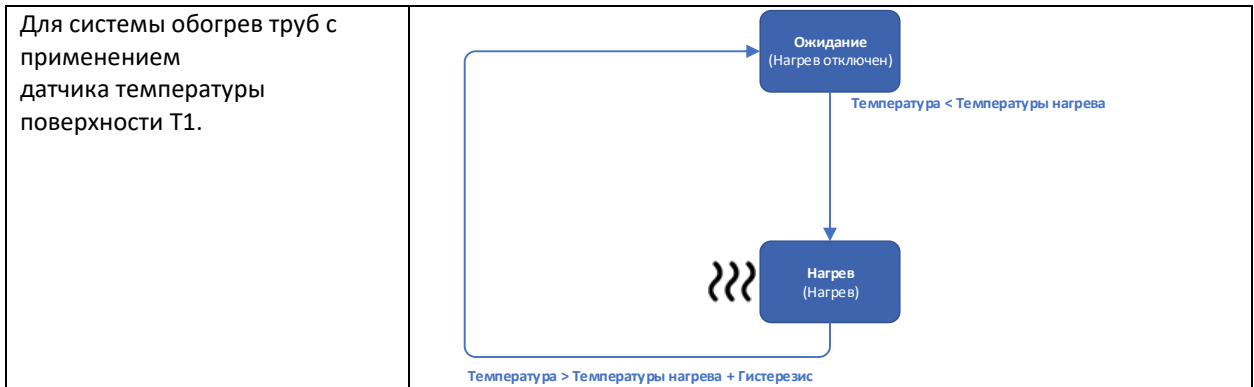 Для системы обогрев труб с
применением
датчика температуры
поверхности T1.
Ожидание
(Нагрев отключен)
Температура < Температуры нагрева
Нагрев
(Нагрев)
Температура > Температуры нагрева + Гистерезис